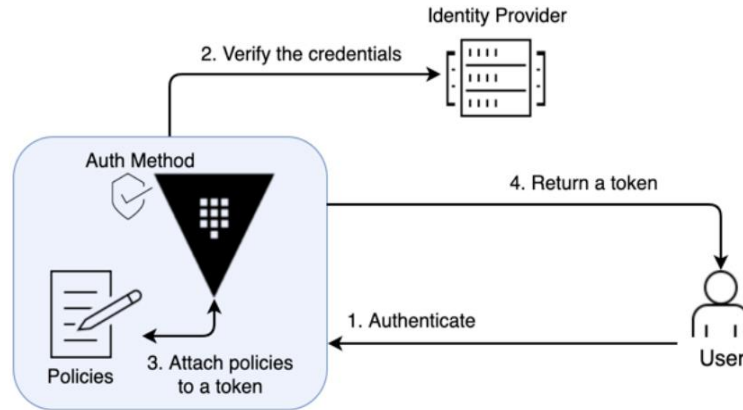 Identity Provider
2. Verify the credentials
Auth Method
4. Return a token
1. Authenticate
User
3. Attach policies
to a token
Policies